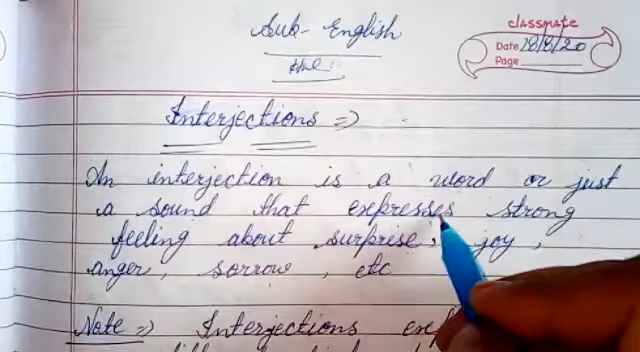 Sub- English
classmate
Date 28/8/20
Page
Interjections =>
An interjection is a word or just
a sound that expresses strong
feeling about surprise, joy,
anger, sorrow, etc
Note => Interjections